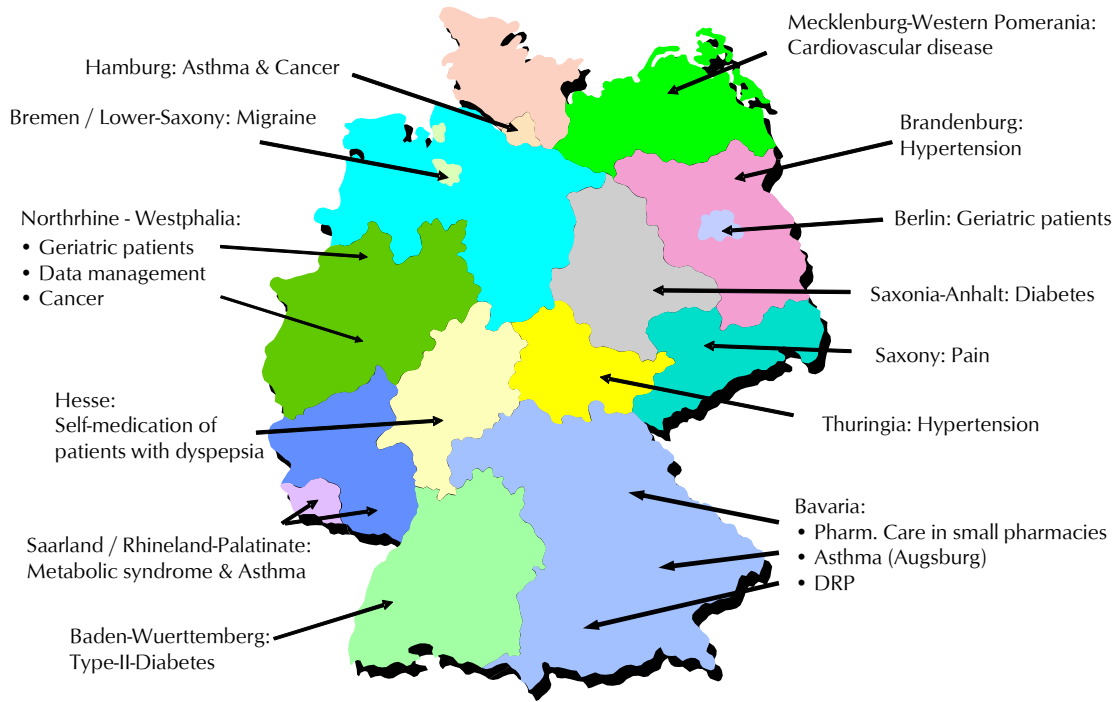 Mecklenburg-Western Pomerania:
Cardiovascular disease
Hamburg: Asthma & Cancer
Bremen / Lower-Saxony: Migraine
Brandenburg:
Hypertension
Northrhine - Westphalia:
• Geriatric patients
• Data management
• Cancer
Berlin: Geriatric patients
Saxonia-Anhalt: Diabetes
Saxony: Pain
Hesse:
Self-medication of
patients with dyspepsia
Thuringia: Hypertension
Bavaria:
• Pharm. Care in small pharmacies
• Asthma (Augsburg)
• DRP
Saarland / Rhineland-Palatinate:
Metabolic syndrome & Asthma
Baden-Wuerttemberg:
Type-II-Diabetes